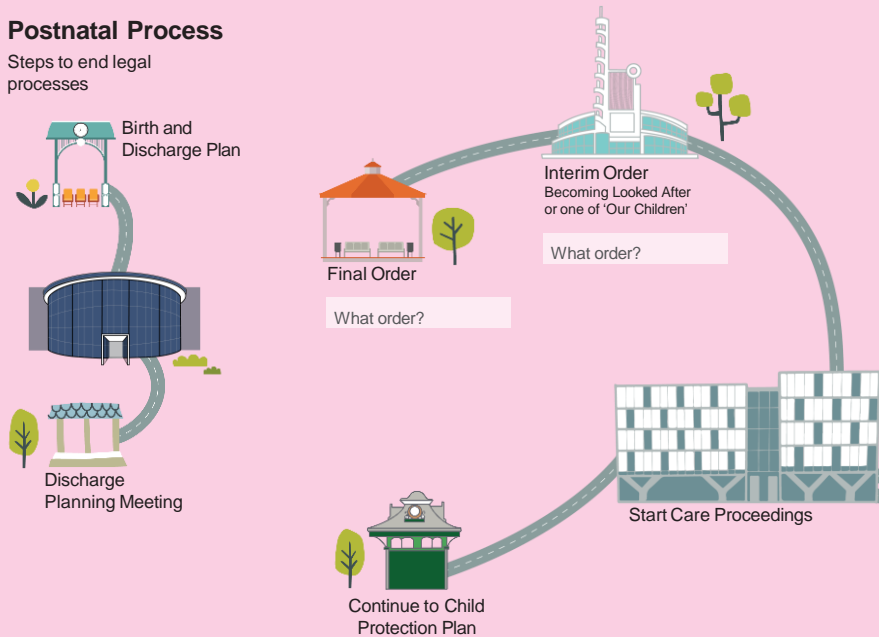 Postnatal Process
Steps to end legal
processes
Birth and
Discharge Plan
Discharge
Planning Meeting
Final Order
What order?
Interim Order
Becoming Looked After
or one of ‘Our Children’
What order?
Start Care Proceedings
Continue to Child
Protection Plan